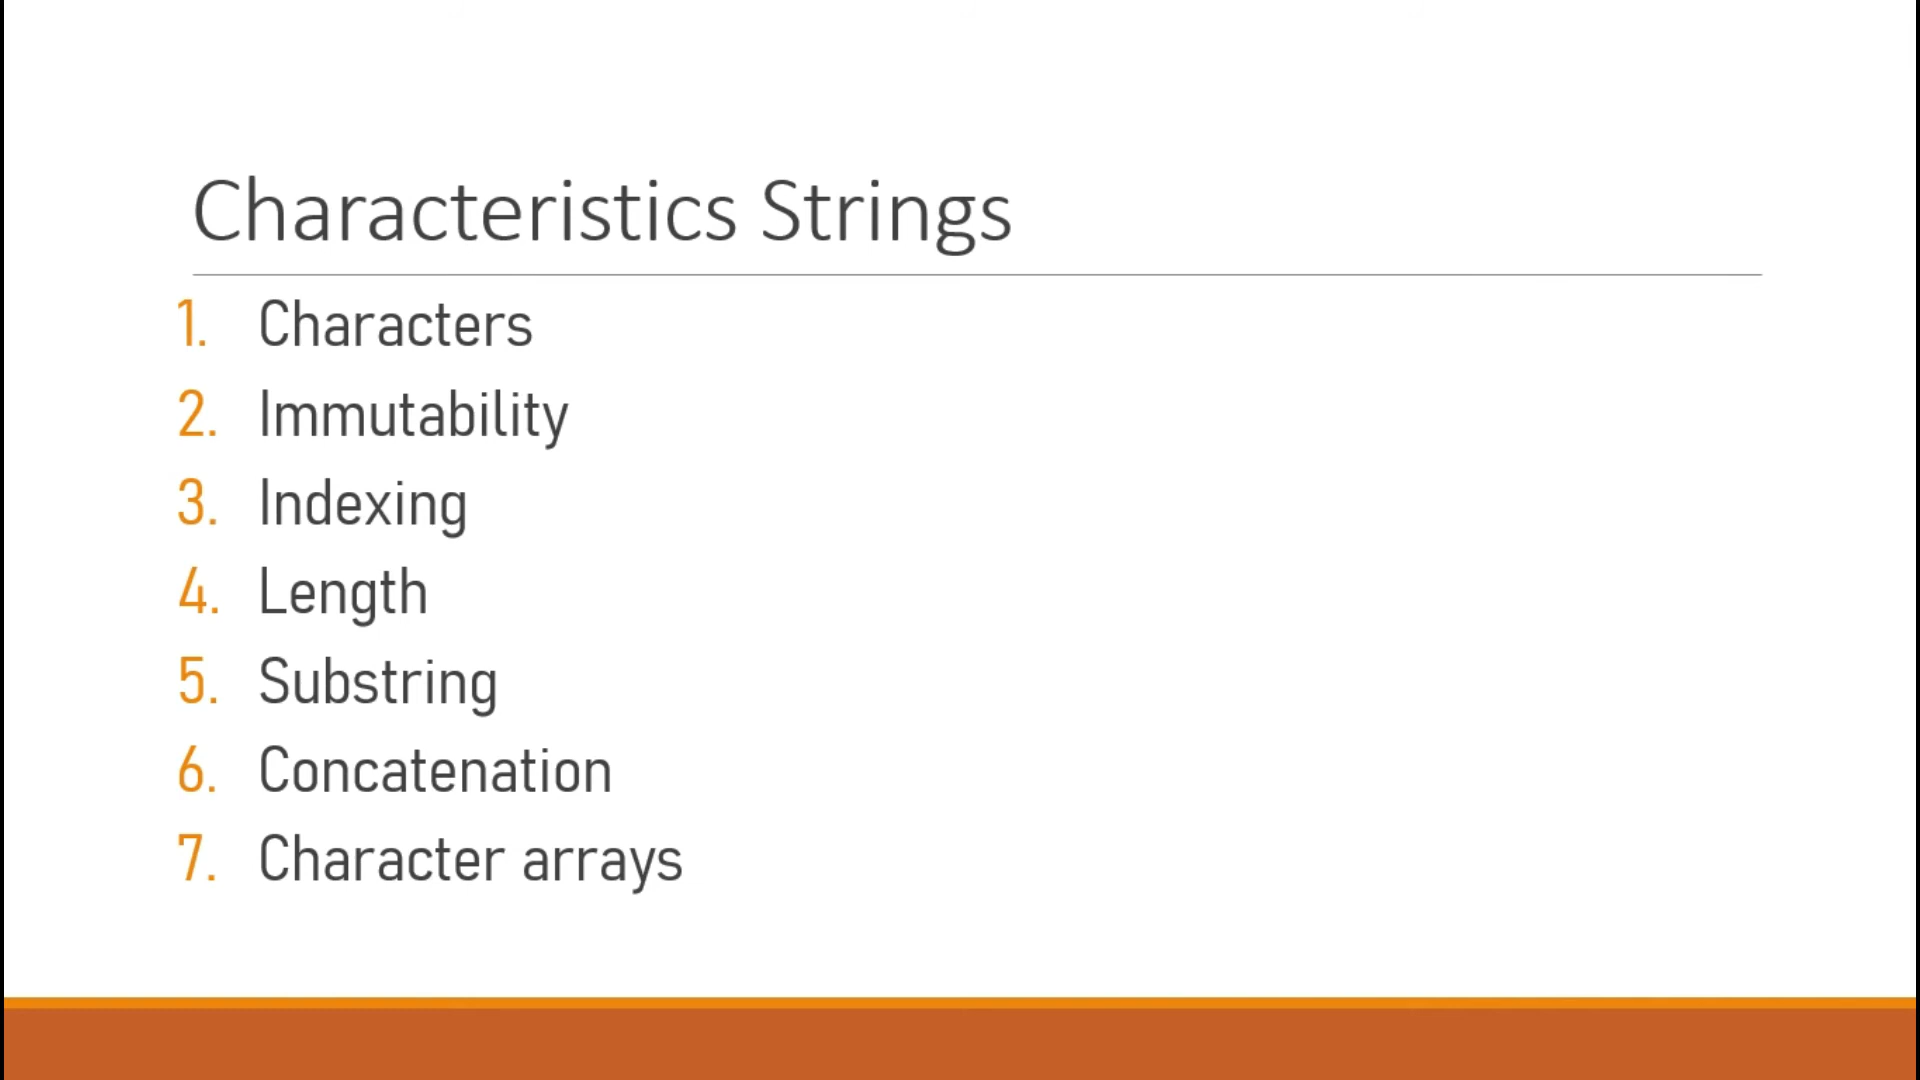 Characteristics Strings
1. Characters
2. Immutability
3. Indexing
4. Length
5. Substring
6. Concatenation
7. Character arrays